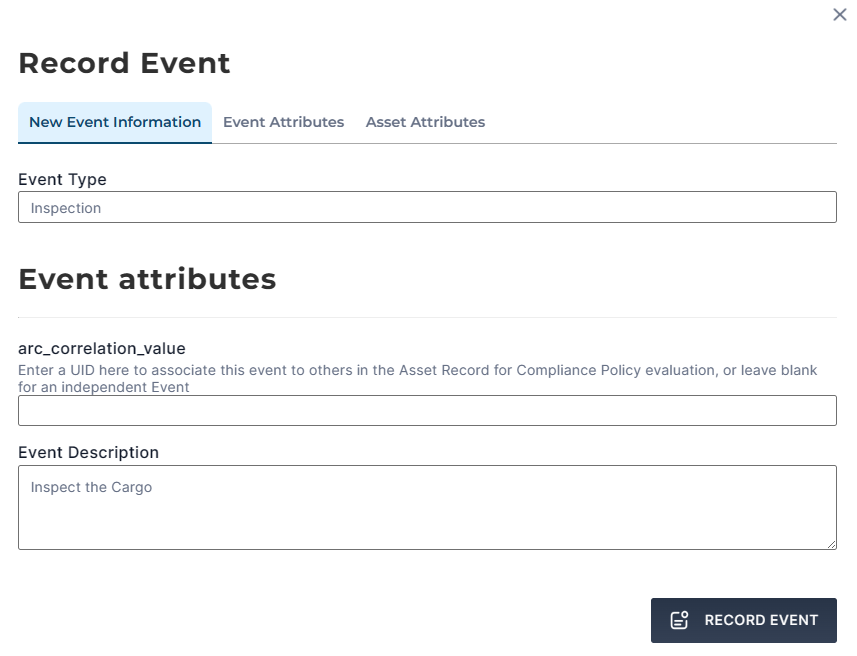 Record Event
New Event Information Event Attributes Asset Attributes
Event Type
Inspection
Event attributes
arc_correlation_value
Enter a UID here to associate this event to others in the Asset Record for Compliance Policy evaluation, or leave blank
for an independent Event
Event Description
Inspect the Cargo
RECORD EVENT